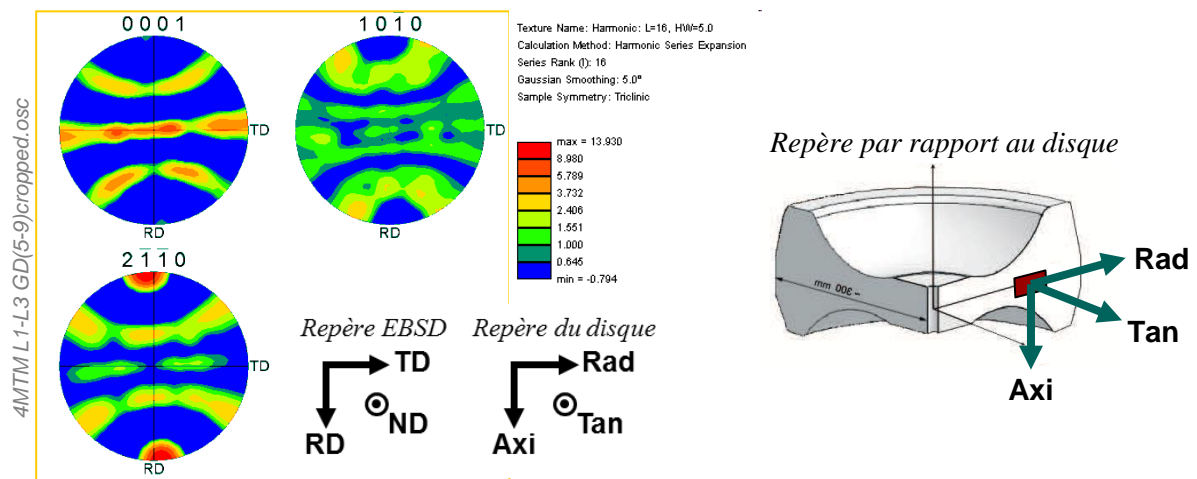 4MTM L1-L3 GD(5-9)cropped.osc
0 0 0 1
TD
RD
1 0 1̄ 0
TD
RD
2 1̄ 1̄ 0
TD
RD
Texture Name: Harmonic: L=16, HW=5.0
Calculation Method: Harmonic Series Expansion
Series Rank (l): 16
Gaussian Smoothing: 5.0°
Sample Symmetry: Triclinic
max = 13.930
8.980
5.789
3.732
2.406
1.551
1.000
0.645
min = -0.794
Repère EBSD
TD
ND
RD
Repère du disque
Rad
Tan
Axi
Repère par rapport au disque
~ 300 mm
Rad
Tan
Axi